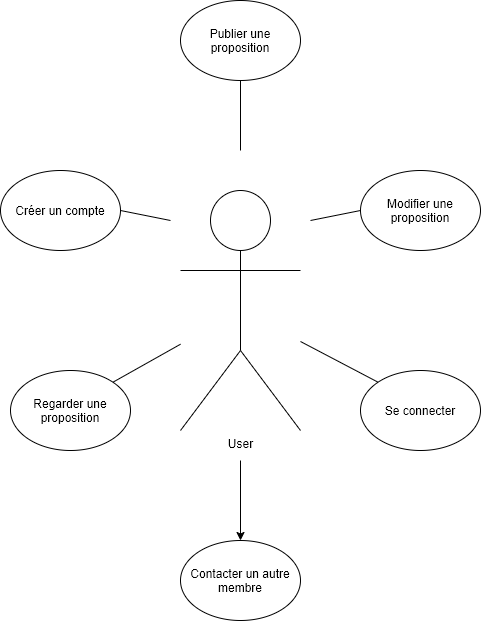 Publier une
proposition
Créer un compte
Modifier une
proposition
Regarder une
proposition
Se connecter
User
Contacter un autre
membre